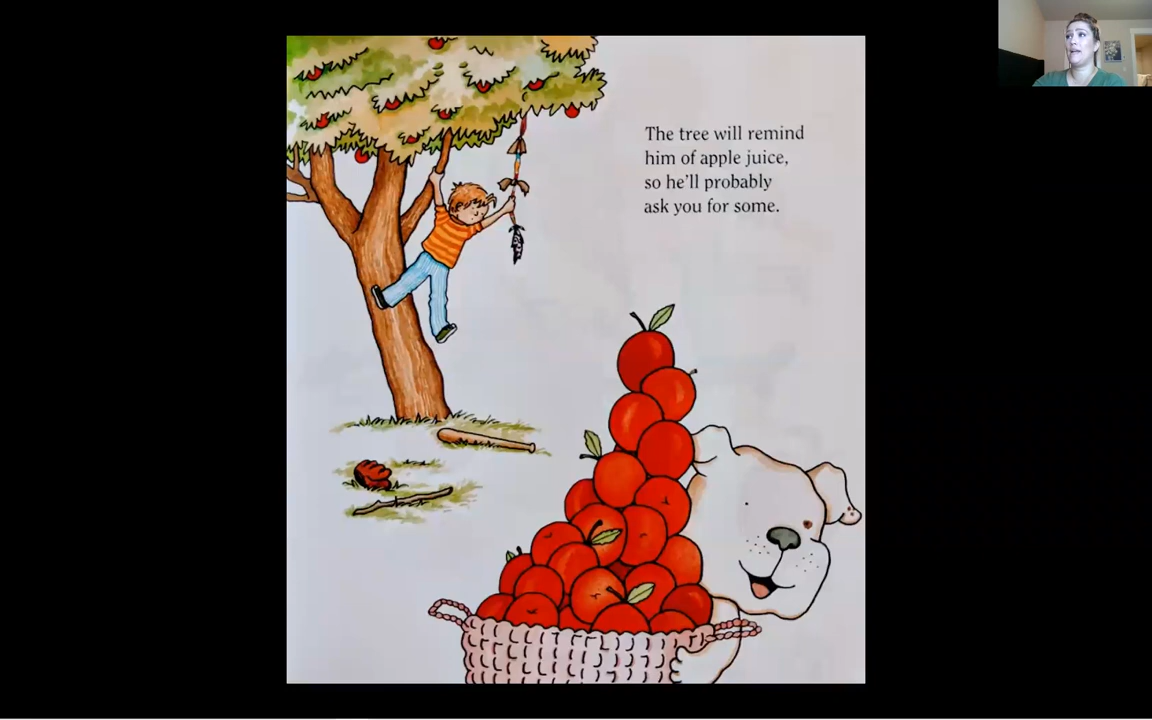 The tree will remind
him of apple juice,
so he'll probably
ask you for some.